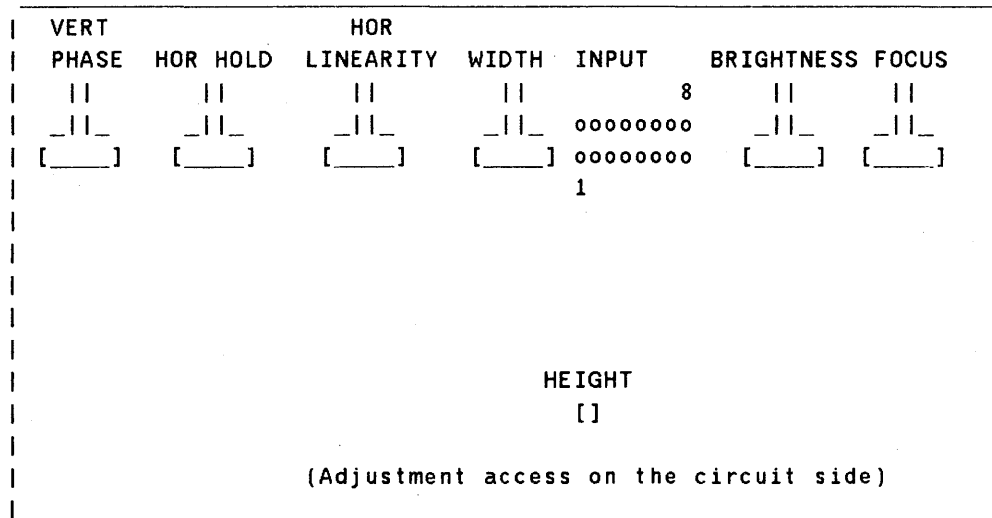 VERT HOR
PHASE HOR HOLD LINEARITY WIDTH INPUT BRIGHTNESS FOCUS
8
1
HEIGHT
(Adjustment access on the circuit side)